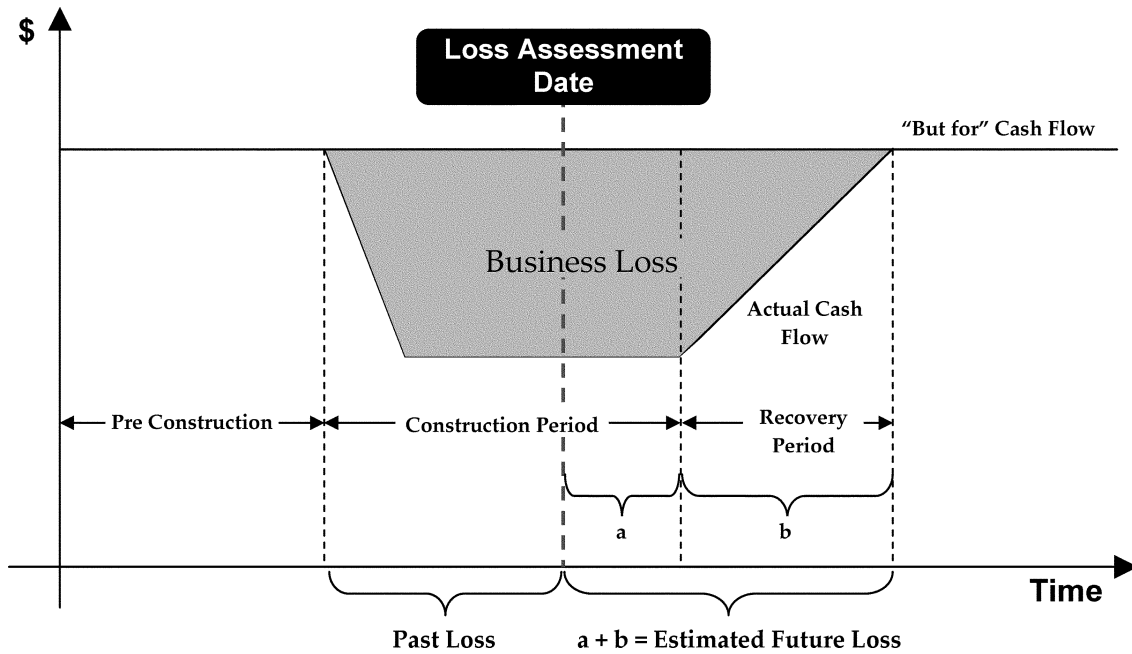 $
Loss Assessment
Date
“But for” Cash Flow
Business Loss
Actual Cash
Flow
Pre Construction
Construction Period
Recovery
Period
a
b
Time
Past Loss
a + b = Estimated Future Loss